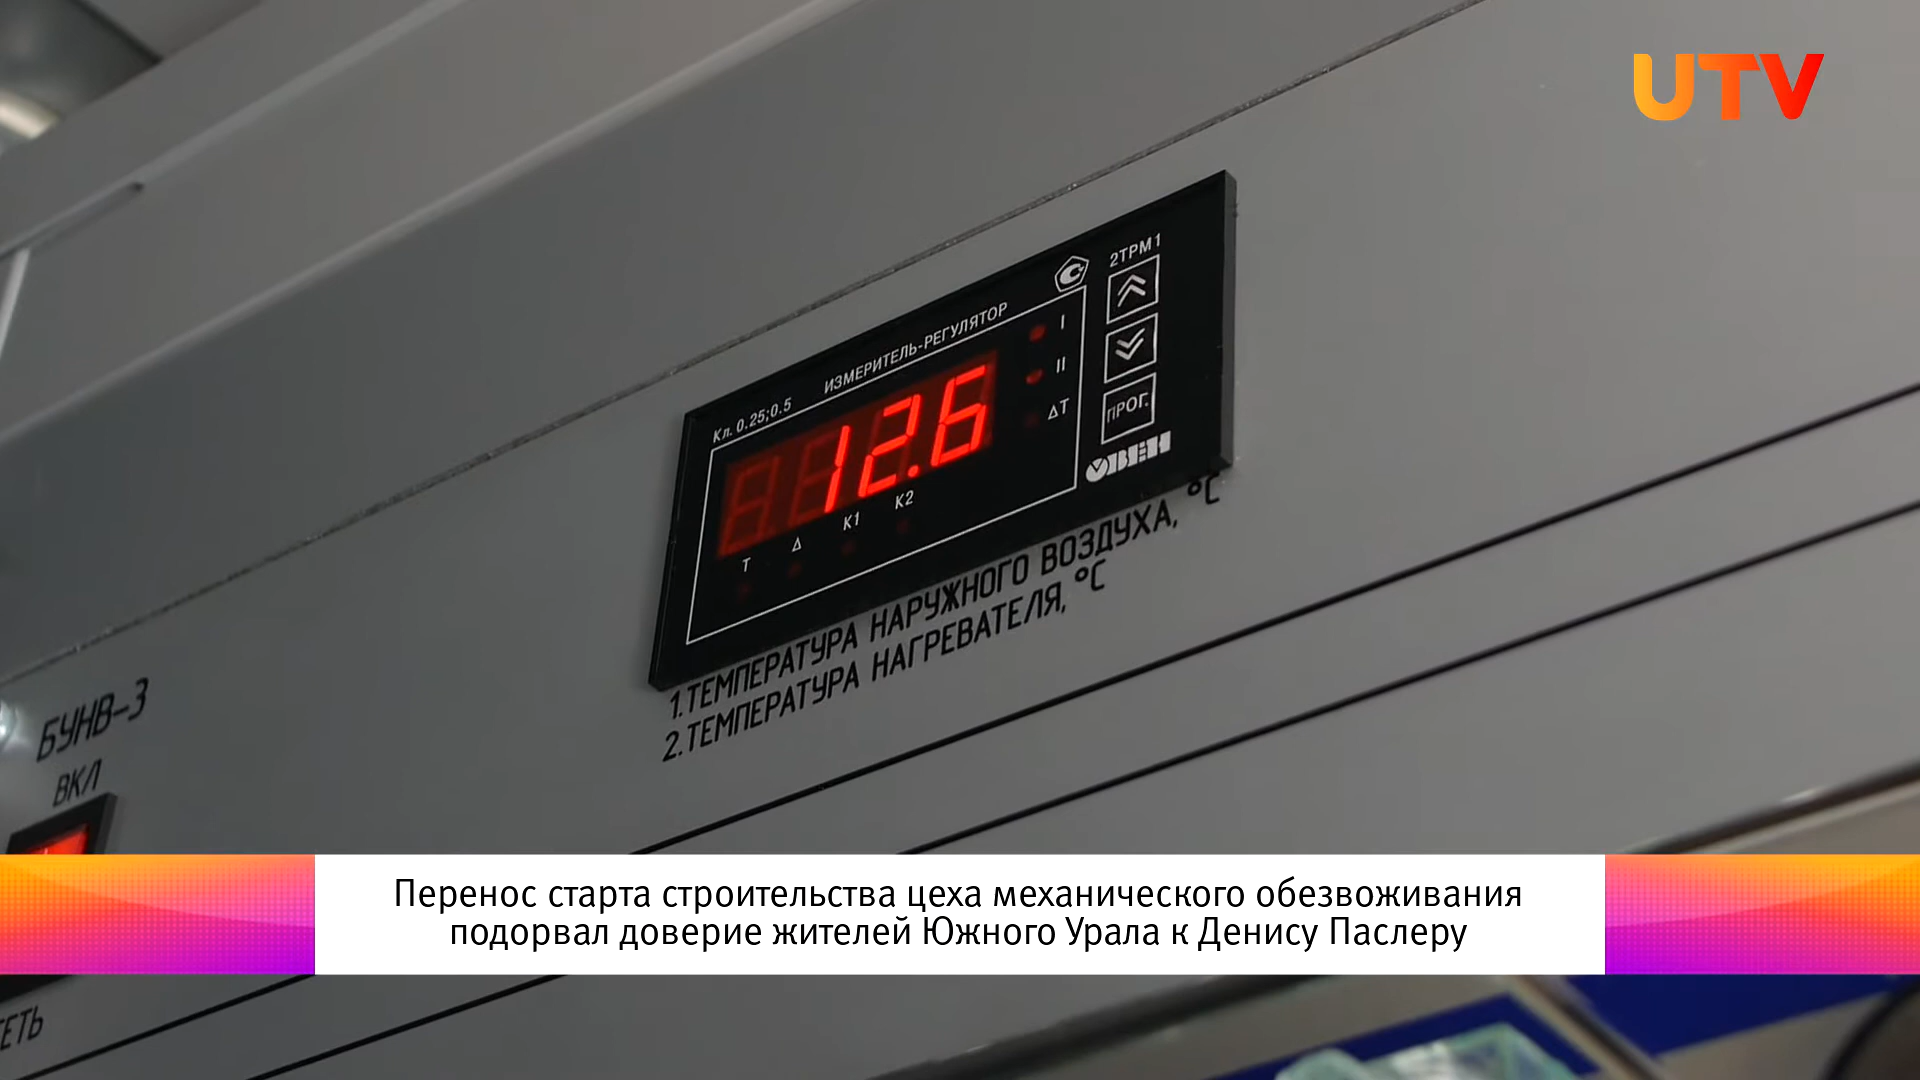 UTV
2ТРМ1
ИЗМЕРИТЕЛЬ-РЕГУЛЯТОР
Кл. 0.25;0.5
12.6
I
II
ΔT
ПРОГ.
ОВЕН
T Δ К1 К2
1.ТЕМПЕРАТУРА НАРУЖНОГО ВОЗДУХА, °С
2.ТЕМПЕРАТУРА НАГРЕВАТЕЛЯ, °С
БУНВ-3
ВКЛ
Перенос старта строительства цеха механического обезвоживания
подорвал доверие жителей Южного Урала к Денису Паслеру